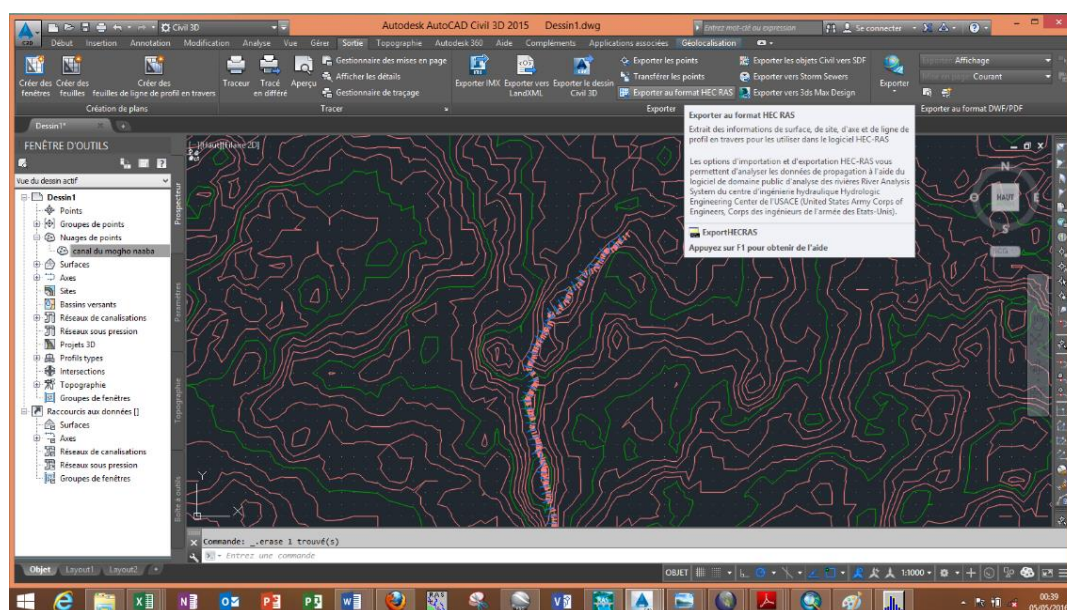 Civil 3D
Autodesk AutoCAD Civil 3D 2015 Dessin1.dwg
Entrez mot-clé ou expression
Se connecter
Début Insertion Annotation Modification Analyse Vue Gérer Sortie Topographie Autodesk 360 Aide Compléments Applications associées Géolocalisation
Créer des fenêtres
Créer des feuilles
Créer des feuilles de ligne de profil en travers
Création de plans
Traceur
Tracé en différé
Aperçu
Gestionnaire des mises en page
Afficher les détails
Gestionnaire de traçage
Tracer
Exporter IMX
Exporter vers LandXML
Exporter le dessin Civil 3D
Exporter les points
Transférer les points
Exporter au format HEC RAS
Exporter les objets Civil vers SDF
Exporter vers Storm Sewers
Exporter vers 3ds Max Design
Exporter
Exporter
Affichage
Courant
Exporter au format DWF/PDF
Dessin1*
FENÊTRE D'OUTILS
Vue du dessin actif
Dessin1
Points
Groupes de points
Nuages de points
canal du mogho naaba
Surfaces
Axes
Sites
Bassins versants
Réseaux de canalisations
Réseaux sous pression
Projets 3D
Profils types
Intersections
Topographie
Groupes de fenêtres
Raccourcis aux données []
Surfaces
Axes
Réseaux de canalisations
Réseaux sous pression
Groupes de fenêtres
Prospecteur
Paramètres
Topographie
Boîte à outils
Exporter au format HEC RAS
Extrait des informations de surface, de site, d'axe et de ligne de
profil en travers pour les utiliser dans le logiciel HEC-RAS
Les options d'importation et d'exportation HEC-RAS vous
permettent d'analyser les données de propagation à l'aide du
logiciel de domaine public d'analyse des rivières River Analysis
System du centre d'ingénierie hydraulique Hydrologic
Engineering Center de l'USACE (United States Army Corps of
Engineers, Corps des ingénieurs de l'armée des Etats-Unis).
ExportHECRAS
Appuyez sur F1 pour obtenir de l'aide
N
HAUT
E
S
O
Y
X
Commande: _.erase 1 trouvé(s)
Entrez une commande
Objet Layout1 Layout2 +
OBJET
1:1000
00:39